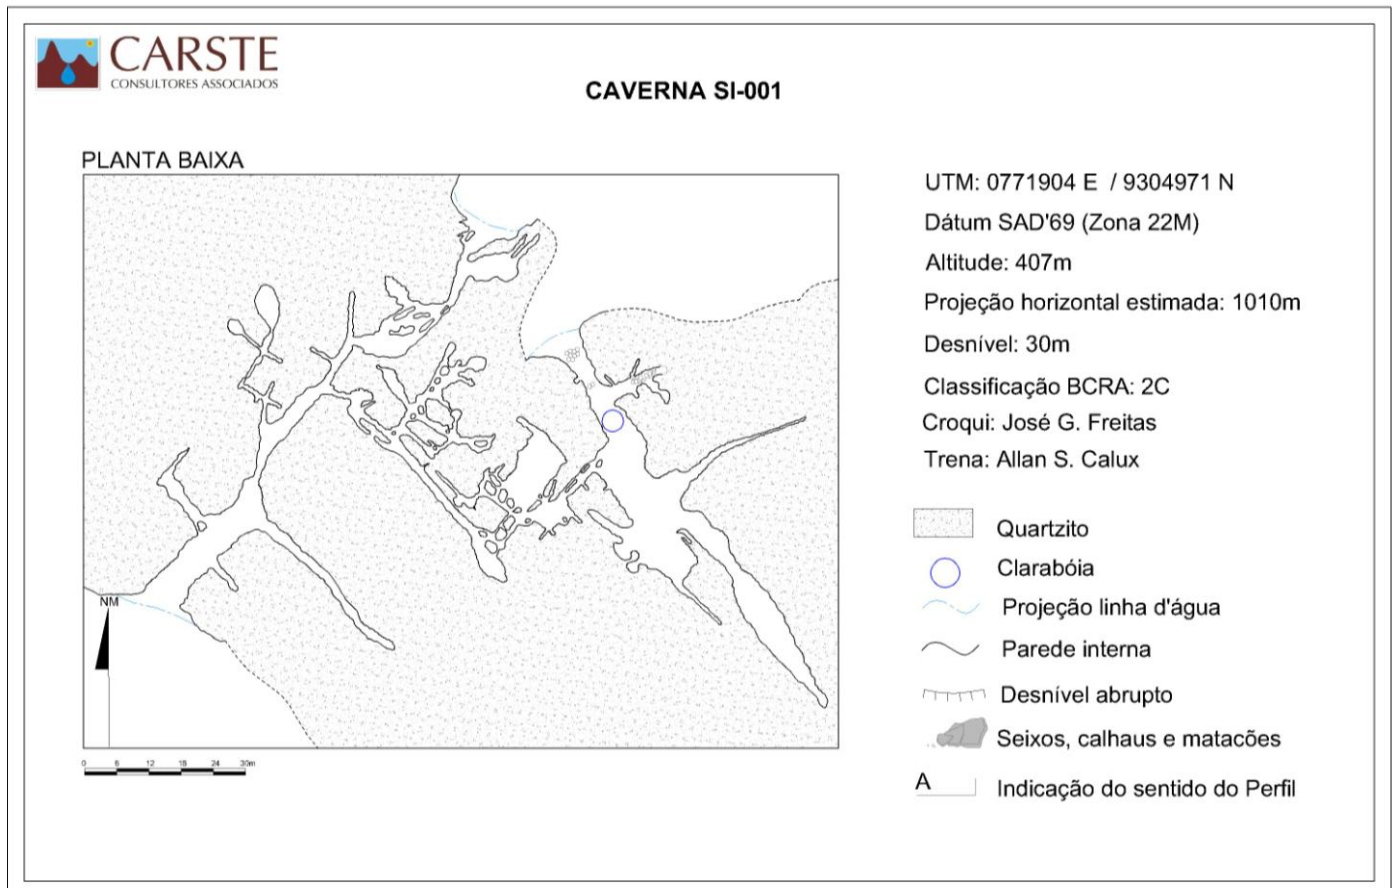 CARSTE
CONSULTORES ASSOCIADOS
CAVERNA SI-001
PLANTA BAIXA
NM
0 6 12 18 24 30m
UTM: 0771904 E / 9304971 N
Dátum SAD'69 (Zona 22M)
Altitude: 407m
Projeção horizontal estimada: 1010m
Desnível: 30m
Classificação BCRA: 2C
Croqui: José G. Freitas
Trena: Allan S. Calux
Quartzito
Clarabóia
Projeção linha d'água
Parede interna
Desnível abrupto
Seixos, calhaus e matacões
A
Indicação do sentido do Perfil